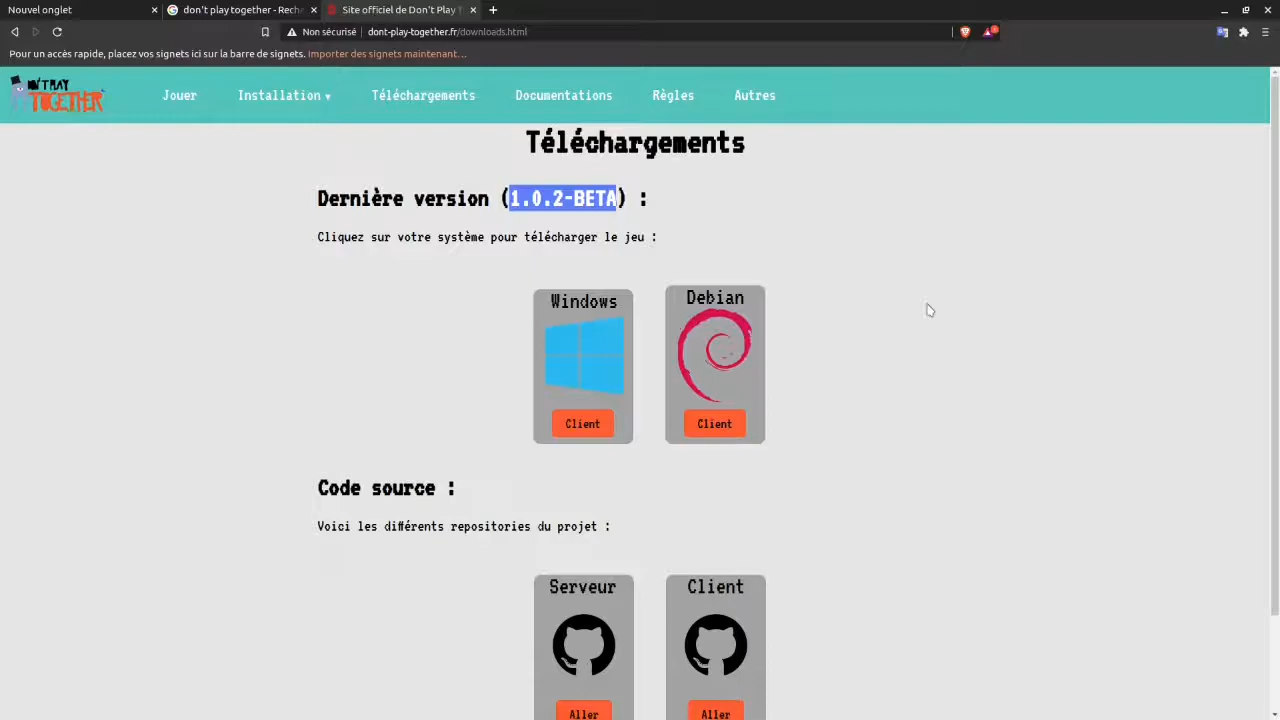 Nouvel onglet
don't play together - Reche
Site officiel de Don't Play T
Non sécurisé
dont-play-together.fr/downloads.html
Pour un accès rapide, placez vos signets ici sur la barre de signets. Importer des signets maintenant...
TOGETHER
Jouer
Installation ▾
Téléchargements
Documentations
Règles
Autres
Téléchargements
Dernière version (1.0.2-BETA) :
Cliquez sur votre système pour télécharger le jeu :
Windows
Debian
Client
Client
Code source :
Voici les différents repositories du projet :
Serveur
Client
Aller
Aller